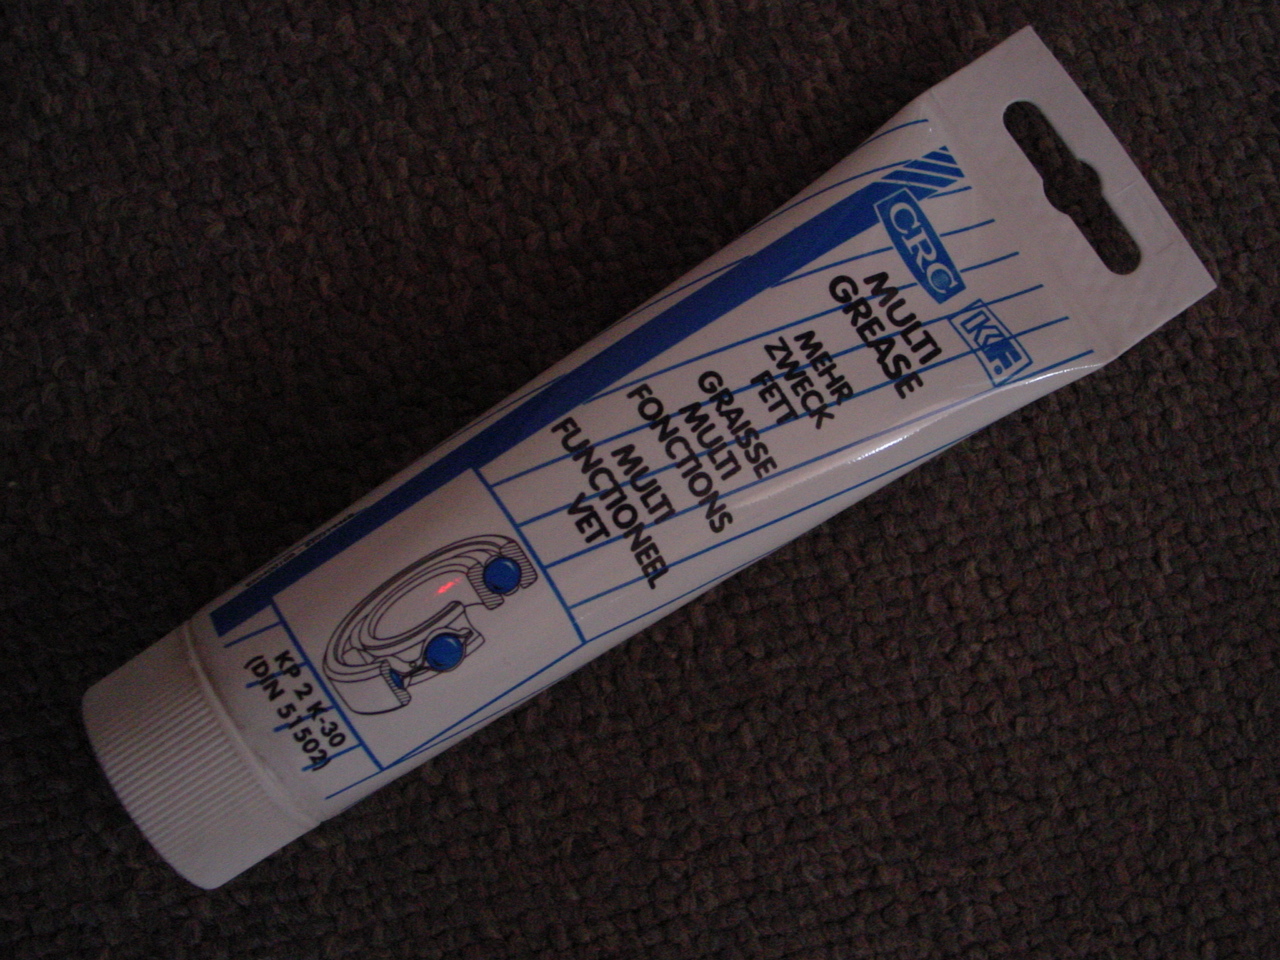 CRC
KF.
MULTI
GREASE
MEHR
ZWECK
FETT
GRAISSE
MULTI
FONCTIONS
MULTI
FUNCTIONEEL
VET
KP 2 K-30
(DIN 51502)